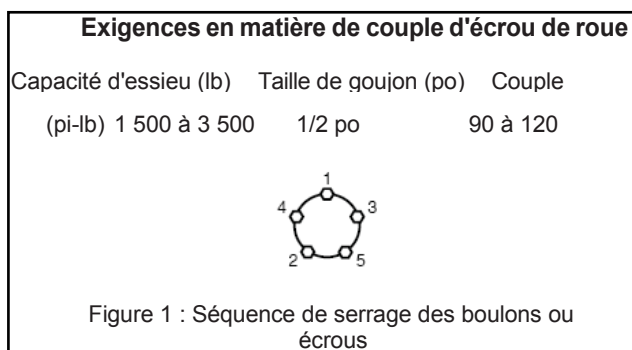 Exigences en matière de couple d'écrou de roue
Capacité d'essieu (lb) Taille de goujon (po) Couple
(pi-lb) 1 500 à 3 500 1/2 po 90 à 120
1
4 3
2 5
Figure 1 : Séquence de serrage des boulons ou
écrous